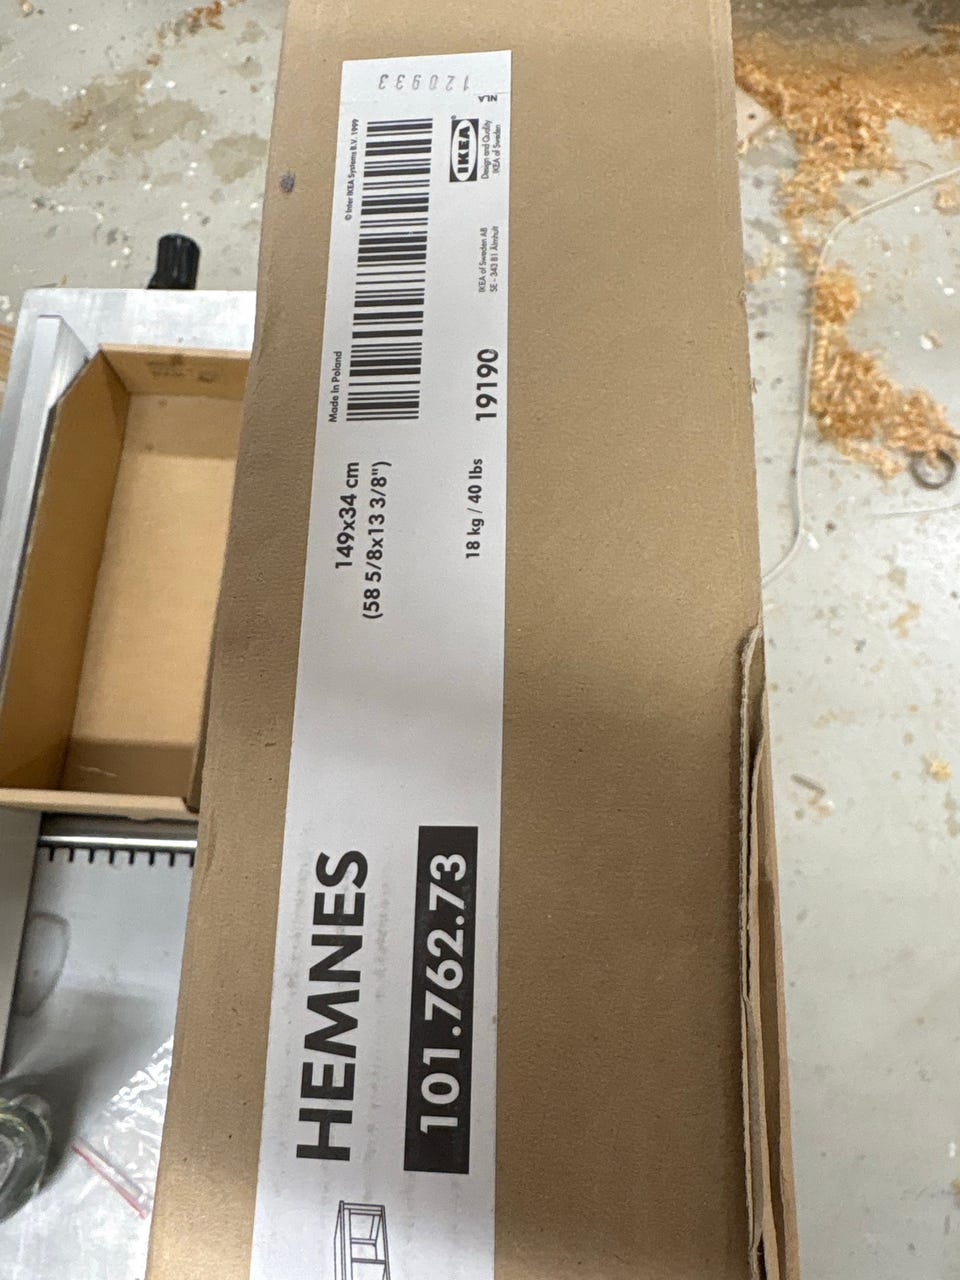 HEMNES
101.762.73
149x34 cm
(58 5/8x13 3/8")
18 kg / 40 lbs
Made in Poland
© Inter IKEA Systems B.V. 1999
19190
IKEA of Sweden AB
SE - 343 81 Älmhult
IKEA®
Design and Quality
IKEA of Sweden
NLA
120933